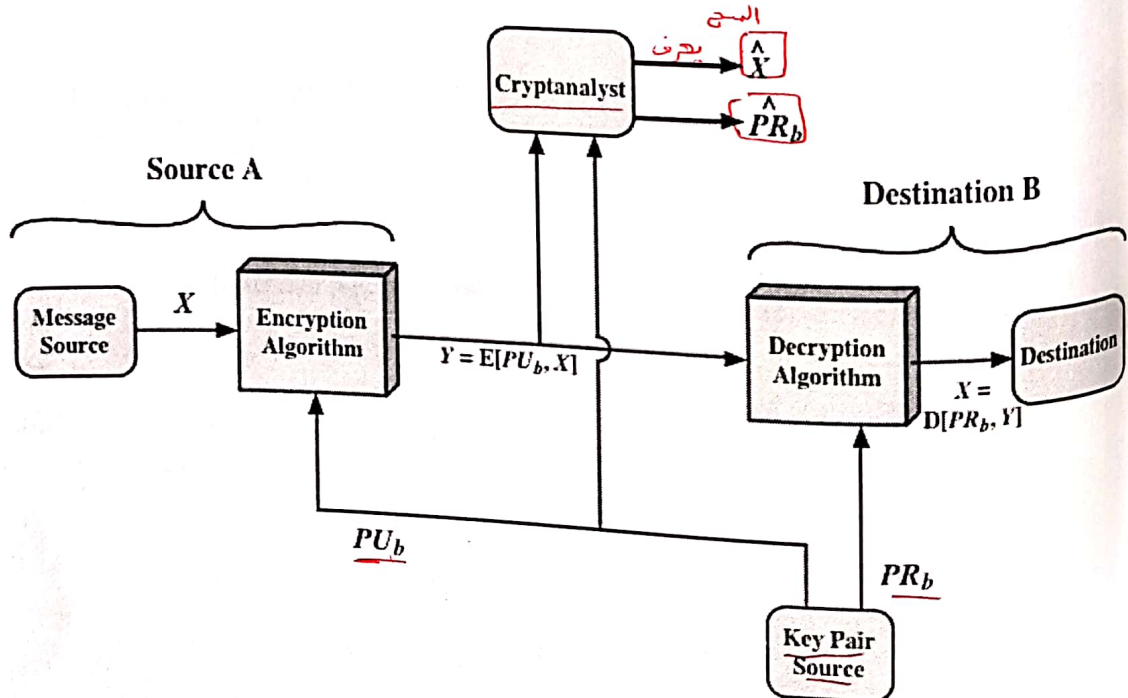 يعرف
X̂
Cryptanalyst
P̂R_b
Source A
Destination B
Message
Source
X
Encryption
Algorithm
Y = E[PU_b, X]
Decryption
Algorithm
Destination
X =
D[PR_b, Y]
PU_b
PR_b
Key Pair
Source